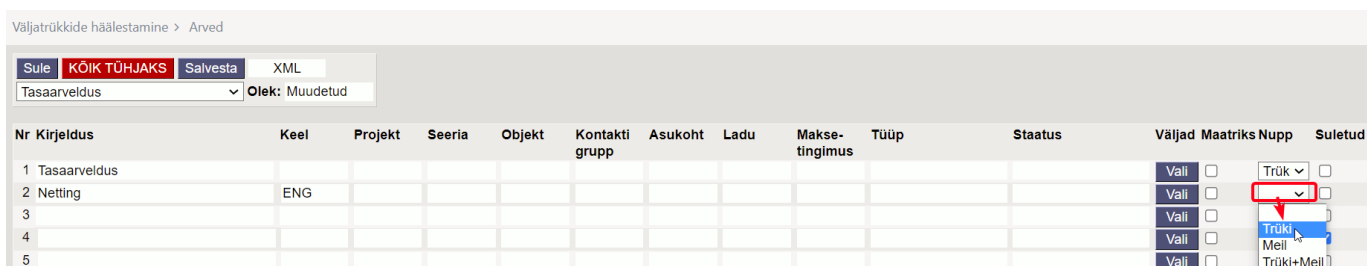 Väljatrükkide häälestamine > Arved
Sule KÕIK TÜHJAKS Salvesta XML
Tasaarveldus Olek: Muudetud
Nr Kirjeldus Keel Projekt Seeria Objekt Kontakti grupp Asukoht Ladu Makse-tingimus Tüüp Staatus Väljad Maatriks Nupp Suletud
1 Tasaarveldus Vali Trük
2 Netting ENG Vali
3 Vali
4 Vali Trüki
Meil
5 Vali Trüki+Meil